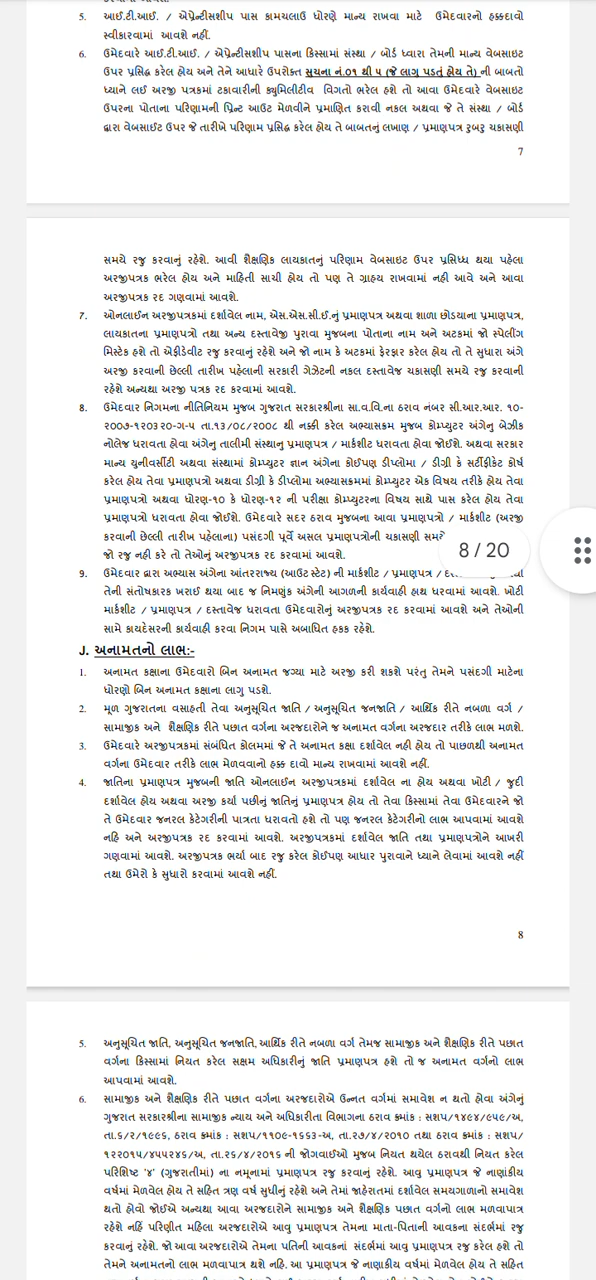 5. આઈ.ટી.આઈ. / એપ્રેન્ટીસશીપ પાસ કામચલાઉ ધોરણે માન્ય રાખવા માટે ઉમેદવારનો હક્કદાવો
સ્વીકારવામાં આવશે નહીં.
6. ઉમેદવારે આઈ.ટી.આઈ. / એપ્રેન્ટીસશીપ પાસના કિસ્સામાં સંસ્થા / બોર્ડ ધ્વારા તેમની માન્ય વેબસાઇટ
ઉપર પ્રસિદ્ધ કરેલ હોય અને તેને આધારે ઉપરોક્ત સુચના નં.૦૧ થી ૫ (જે લાગુ પડતું હોય તે) ની બાબતો
ધ્યાને લઈ અરજી પત્રકમાં ટકાવારીની ક્યુમિલીટીવ વિગતો ભરેલ હશે તો આવા ઉમેદવારે વેબસાઇટ
ઉપરના પોતાના પરિણામની પ્રિન્ટ આઉટ મેળવીને પ્રમાણિત કરાવી નકલ અથવા જે તે સંસ્થા / બોર્ડ
દ્વારા વેબસાઈટ ઉપર જે તારીખે પરિણામ પ્રસિદ્ધ કરેલ હોય તે બાબતનું લખાણ / પ્રમાણપત્ર રુબરુ ચકાસણી
7
સમયે રજુ કરવાનું રહેશે. આવી શૈક્ષણિક લાયકાતનું પરિણામ વેબસાઇટ ઉપર પ્રસિધ્ધ થયા પહેલા
અરજીપત્રક ભરેલ હોય અને માહિતી સાચી હોય તો પણ તે ગ્રાહ્ય રાખવામાં નહી આવે અને આવા
અરજીપત્રક રદ ગણવામાં આવશે.
7. ઓનલાઈન અરજીપત્રકમાં દર્શાવેલ નામ, એસ.એસ.સી.ઈ.નું પ્રમાણપત્ર અથવા શાળા છોડયાના પ્રમાણપત્ર,
લાયકાતના પ્રમાણપત્રો તથા અન્ય દસ્તાવેજી પુરાવા મુજબના પોતાના નામ અને અટકમાં જો સ્પેલીંગ
મિસ્ટેક હશે તો એફીડેવીટ રજુ કરવાનું રહેશે અને જો નામ કે અટકમાં ફેરફાર કરેલ હોય તો તે સુધારા અંગે
અરજી કરવાની છેલ્લી તારીખ પહેલાની સરકારી ગેઝેટની નકલ દસ્તાવેજ ચકાસણી સમયે રજુ કરવાની
રહેશે અન્યથા અરજી પત્રક રદ કરવામાં આવશે.
8. ઉમેદવાર નિગમના નીતિનિયમ મુજબ ગુજરાત સરકારશ્રીના સા.વ.વિ.ના ઠરાવ નંબર સી.આર.આર. ૧૦-
૨૦૦૭-૧૨૦૩૨૦-ગ-૫ તા.૧૩/૦૮/૨૦૦૮ થી નક્કી કરેલ અભ્યાસક્રમ મુજબ કોમ્પ્યુટર અંગેનું બેઝીક
નોલેજ ધરાવતા હોવા અંગેનુ તાલીમી સંસ્થાનુ પ્રમાણપત્ર / માર્કશીટ ધરાવતા હોવા જોઈશે. અથવા સરકાર
માન્ય યુનીવર્સીટી અથવા સંસ્થામાં કોમ્પ્યુટર જ્ઞાન અંગેના કોઈપણ ડીપ્લોમા / ડીગ્રી કે સર્ટીફીકેટ કોર્ષ
કરેલ હોય તેવા પ્રમાણપત્રો અથવા ડીગ્રી કે ડીપ્લોમા અભ્યાસક્રમમાં કોમ્પ્યુટર એક વિષય તરીકે હોય તેવા
પ્રમાણપત્રો અથવા ધોરણ-૧૦ કે ધોરણ-૧૨ ની પરીક્ષા કોમ્પ્યુટરના વિષય સાથે પાસ કરેલ હોય તેવા
પ્રમાણપત્રો ધરાવતા હોવા જોઈશે. ઉમેદવારે સદર ઠરાવ મુજબના આવા પ્રમાણપત્રો / માર્કશીટ (અરજી
કરવાની છેલ્લી તારીખ પહેલાના) પસંદગી પૂર્વે અસલ પ્રમાણપત્રોની ચકાસણી
જો રજુ નહી કરે તો તેઓનું અરજીપત્રક રદ કરવામાં આવશે.
8 / 20
9. ઉમેદવાર દ્વારા અભ્યાસ અંગેના આંતરરાજ્ય (આઉટસ્ટેટ) ની માર્કશીટ / પ્રમાણપત્ર /
તેની સંતોષકારક ખરાઈ થયા બાદ જ નિમણુંક અંગેની આગળની કાર્યવાહી હાથ ધરવામાં આવશે. ખોટી
માર્કશીટ / પ્રમાણપત્ર / દસ્તાવેજ ધરાવતા ઉમેદવારોનું અરજીપત્રક રદ કરવામાં આવશે અને તેઓની
સામે કાયદેસરની કાર્યવાહી કરવા નિગમ પાસે અબાધિત હકક રહેશે.
J. અનામતનો લાભ:-
1. અનામત કક્ષાના ઉમેદવારો બિન અનામત જગ્યા માટે અરજી કરી શકશે પરંતુ તેમને પસંદગી માટેના
ધોરણો બિન અનામત કક્ષાના લાગુ પડશે.
2. મૂળ ગુજરાતના વસાહતી તેવા અનુસૂચિત જાતિ / અનુસૂચિત જનજાતિ / આર્થિક રીતે નબળા વર્ગ /
સામાજીક અને શૈક્ષણિક રીતે પછાત વર્ગના અરજદારોને જ અનામત વર્ગના અરજદાર તરીકે લાભ મળશે.
3. ઉમેદવારે અરજીપત્રકમાં સંબંધિત કોલમમાં જે તે અનામત કક્ષા દર્શાવેલ નહી હોય તો પાછળથી અનામત
વર્ગના ઉમેદવાર તરીકે લાભ મેળવવાનો હક્ક દાવો માન્ય રાખવામાં આવશે નહીં.
4. જાતિના પ્રમાણપત્ર મુજબની જાતિ ઓનલાઈન અરજીપત્રકમાં દર્શાવેલ ના હોય અથવા ખોટી / જુદી
દર્શાવેલ હોય અથવા અરજી કર્યા પછીનું જાતિનું પ્રમાણપત્ર હોય તો તેવા કિસ્સામાં તેવા ઉમેદવારને જો
તે ઉમેદવાર જનરલ કેટેગીરીની પાત્રતા ધરાવતો હશે તો પણ જનરલ કેટેગીરીનો લાભ આપવામાં આવશે
નહિ અને અરજીપત્રક રદ કરવામાં આવશે. અરજીપત્રકમાં દર્શાવેલ જાતિ તથા પ્રમાણપત્રોને આખરી
ગણવામાં આવશે. અરજીપત્રક ભર્યા બાદ રજુ કરેલ કોઈપણ આધાર પુરાવાને ધ્યાને લેવામાં આવશે નહીં
તથા ઉમેરો કે સુધારો કરવામાં આવશે નહીં.
8
5. અનુસૂચિત જાતિ, અનુસૂચિત જનજાતિ, આર્થિક રીતે નબળા વર્ગ તેમજ સામાજીક અને શૈક્ષણિક રીતે પછાત
વર્ગના કિસ્સામાં નિયત કરેલ સક્ષમ અધિકારીનું જાતિ પ્રમાણપત્ર હશે તો જ અનામત વર્ગનો લાભ
આપવામાં આવશે.
6. સામાજીક અને શૈક્ષણિક રીતે પછાત વર્ગના અરજદારોએ ઉન્નત વર્ગમાં સમાવેશ ન થતો હોવા અંગેનું
ગુજરાત સરકારશ્રીના સામાજીક ન્યાય અને અધિકારીતા વિભાગના ઠરાવ ક્રમાંક : સશપ/૧૪૯૪/૯૫૯/અ,
તા.૬/૨/૧૯૯૬, ઠરાવ ક્રમાંક : સશપ/૧૧૦૯-૧૬૬૩-અ, તા.૨૭/૪/૨૦૧૦ તથા ઠરાવ ક્રમાંક : સશપ/
૧૨૨૦૧૫/૪૫૫૨૪૬/અ, તા.૨૬/૪/૨૦૧૬ ની જોગવાઈઓ મુજબ નિયત થયેલ ઠરાવથી નિયત કરેલ
પરિશિષ્ટ '૪' (ગુજરાતીમાં) ના નમૂનામાં પ્રમાણપત્ર રજુ કરવાનું રહેશે. આવુ પ્રમાણપત્ર જે નાણાંકીય
વર્ષમાં મેળવેલ હોય તે સહિત ત્રણ વર્ષ સુધીનું રહેશે અને તેમાં જાહેરાતમાં દર્શાવેલ સમયગાળાનો સમાવેશ
થતો હોવો જોઈએ અન્યથા આવા અરજદારોને સામાજીક અને શૈક્ષણિક પછાત વર્ગનો લાભ મળવાપાત્ર
રહેશે નહિં પરિણીત મહિલા અરજદારોએ આવુ પ્રમાણપત્ર તેમના માતા-પિતાની આવકના સંદર્ભમાં રજુ
કરવાનું રહેશે. જો આવા અરજદારોએ તેમના પતિની આવકનાં સંદર્ભમાં આવુ પ્રમાણપત્ર રજુ કરેલ હશે તો
તેમને અનામતનો લાભ મળવાપાત્ર થશે નહિ. આ પ્રમાણપત્ર જે નાણાકીય વર્ષમાં મેળવેલ હોય તે સહિત